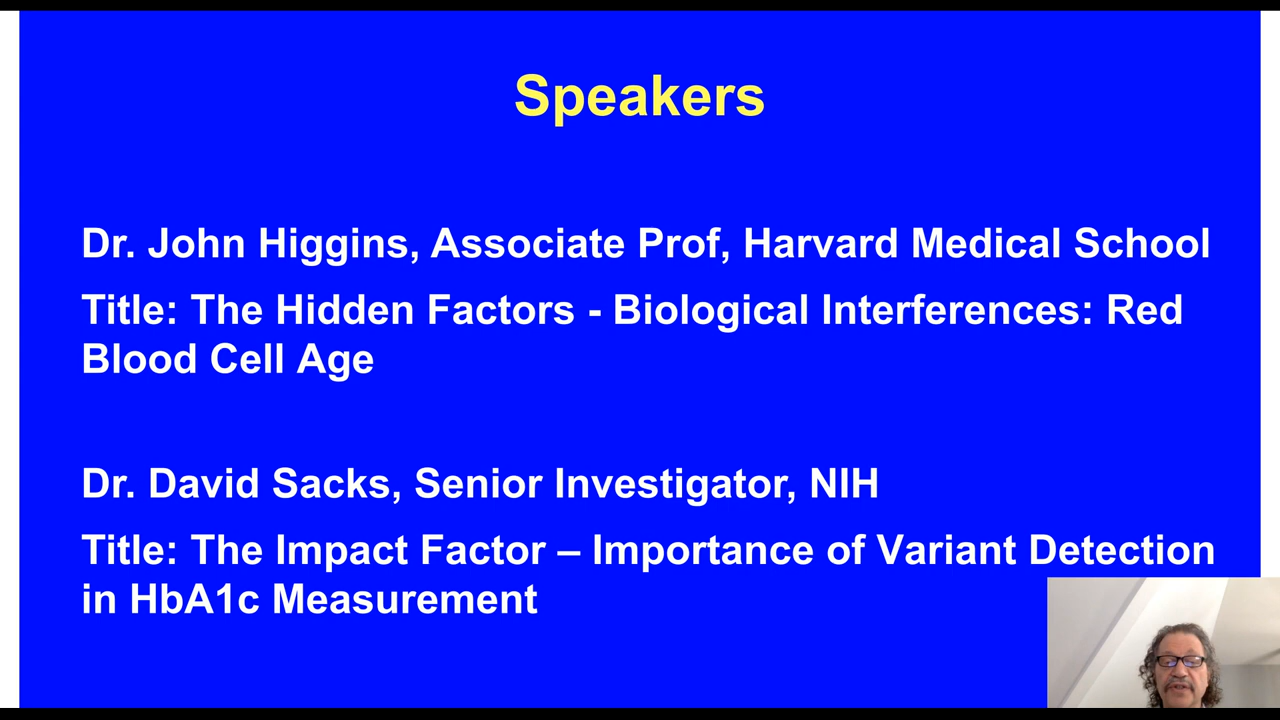 Speakers
Dr. John Higgins, Associate Prof, Harvard Medical School
Title: The Hidden Factors - Biological Interferences: Red
Blood Cell Age
Dr. David Sacks, Senior Investigator, NIH
Title: The Impact Factor – Importance of Variant Detection
in HbA1c Measurement